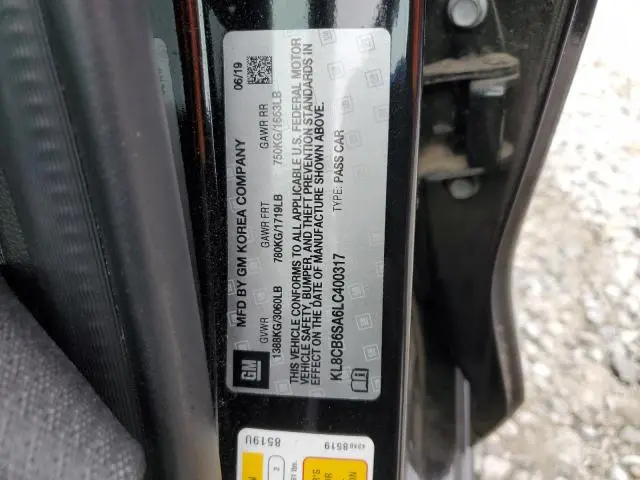 MFD BY GM KOREA COMPANY 06/19
GVWR GAWR FRT GAWR RR
1388KG/3060LB 780KG/1719LB 750KG/1653LB
THIS VEHICLE CONFORMS TO ALL APPLICABLE U.S. FEDERAL MOTOR
VEHICLE SAFETY, BUMPER, AND THEFT PREVENTION STANDARDS IN
EFFECT ON THE DATE OF MANUFACTURE SHOWN ABOVE.
KL8CB6SA6LC400317 TYPE: PASS CAR
GM
8519U
8519
2